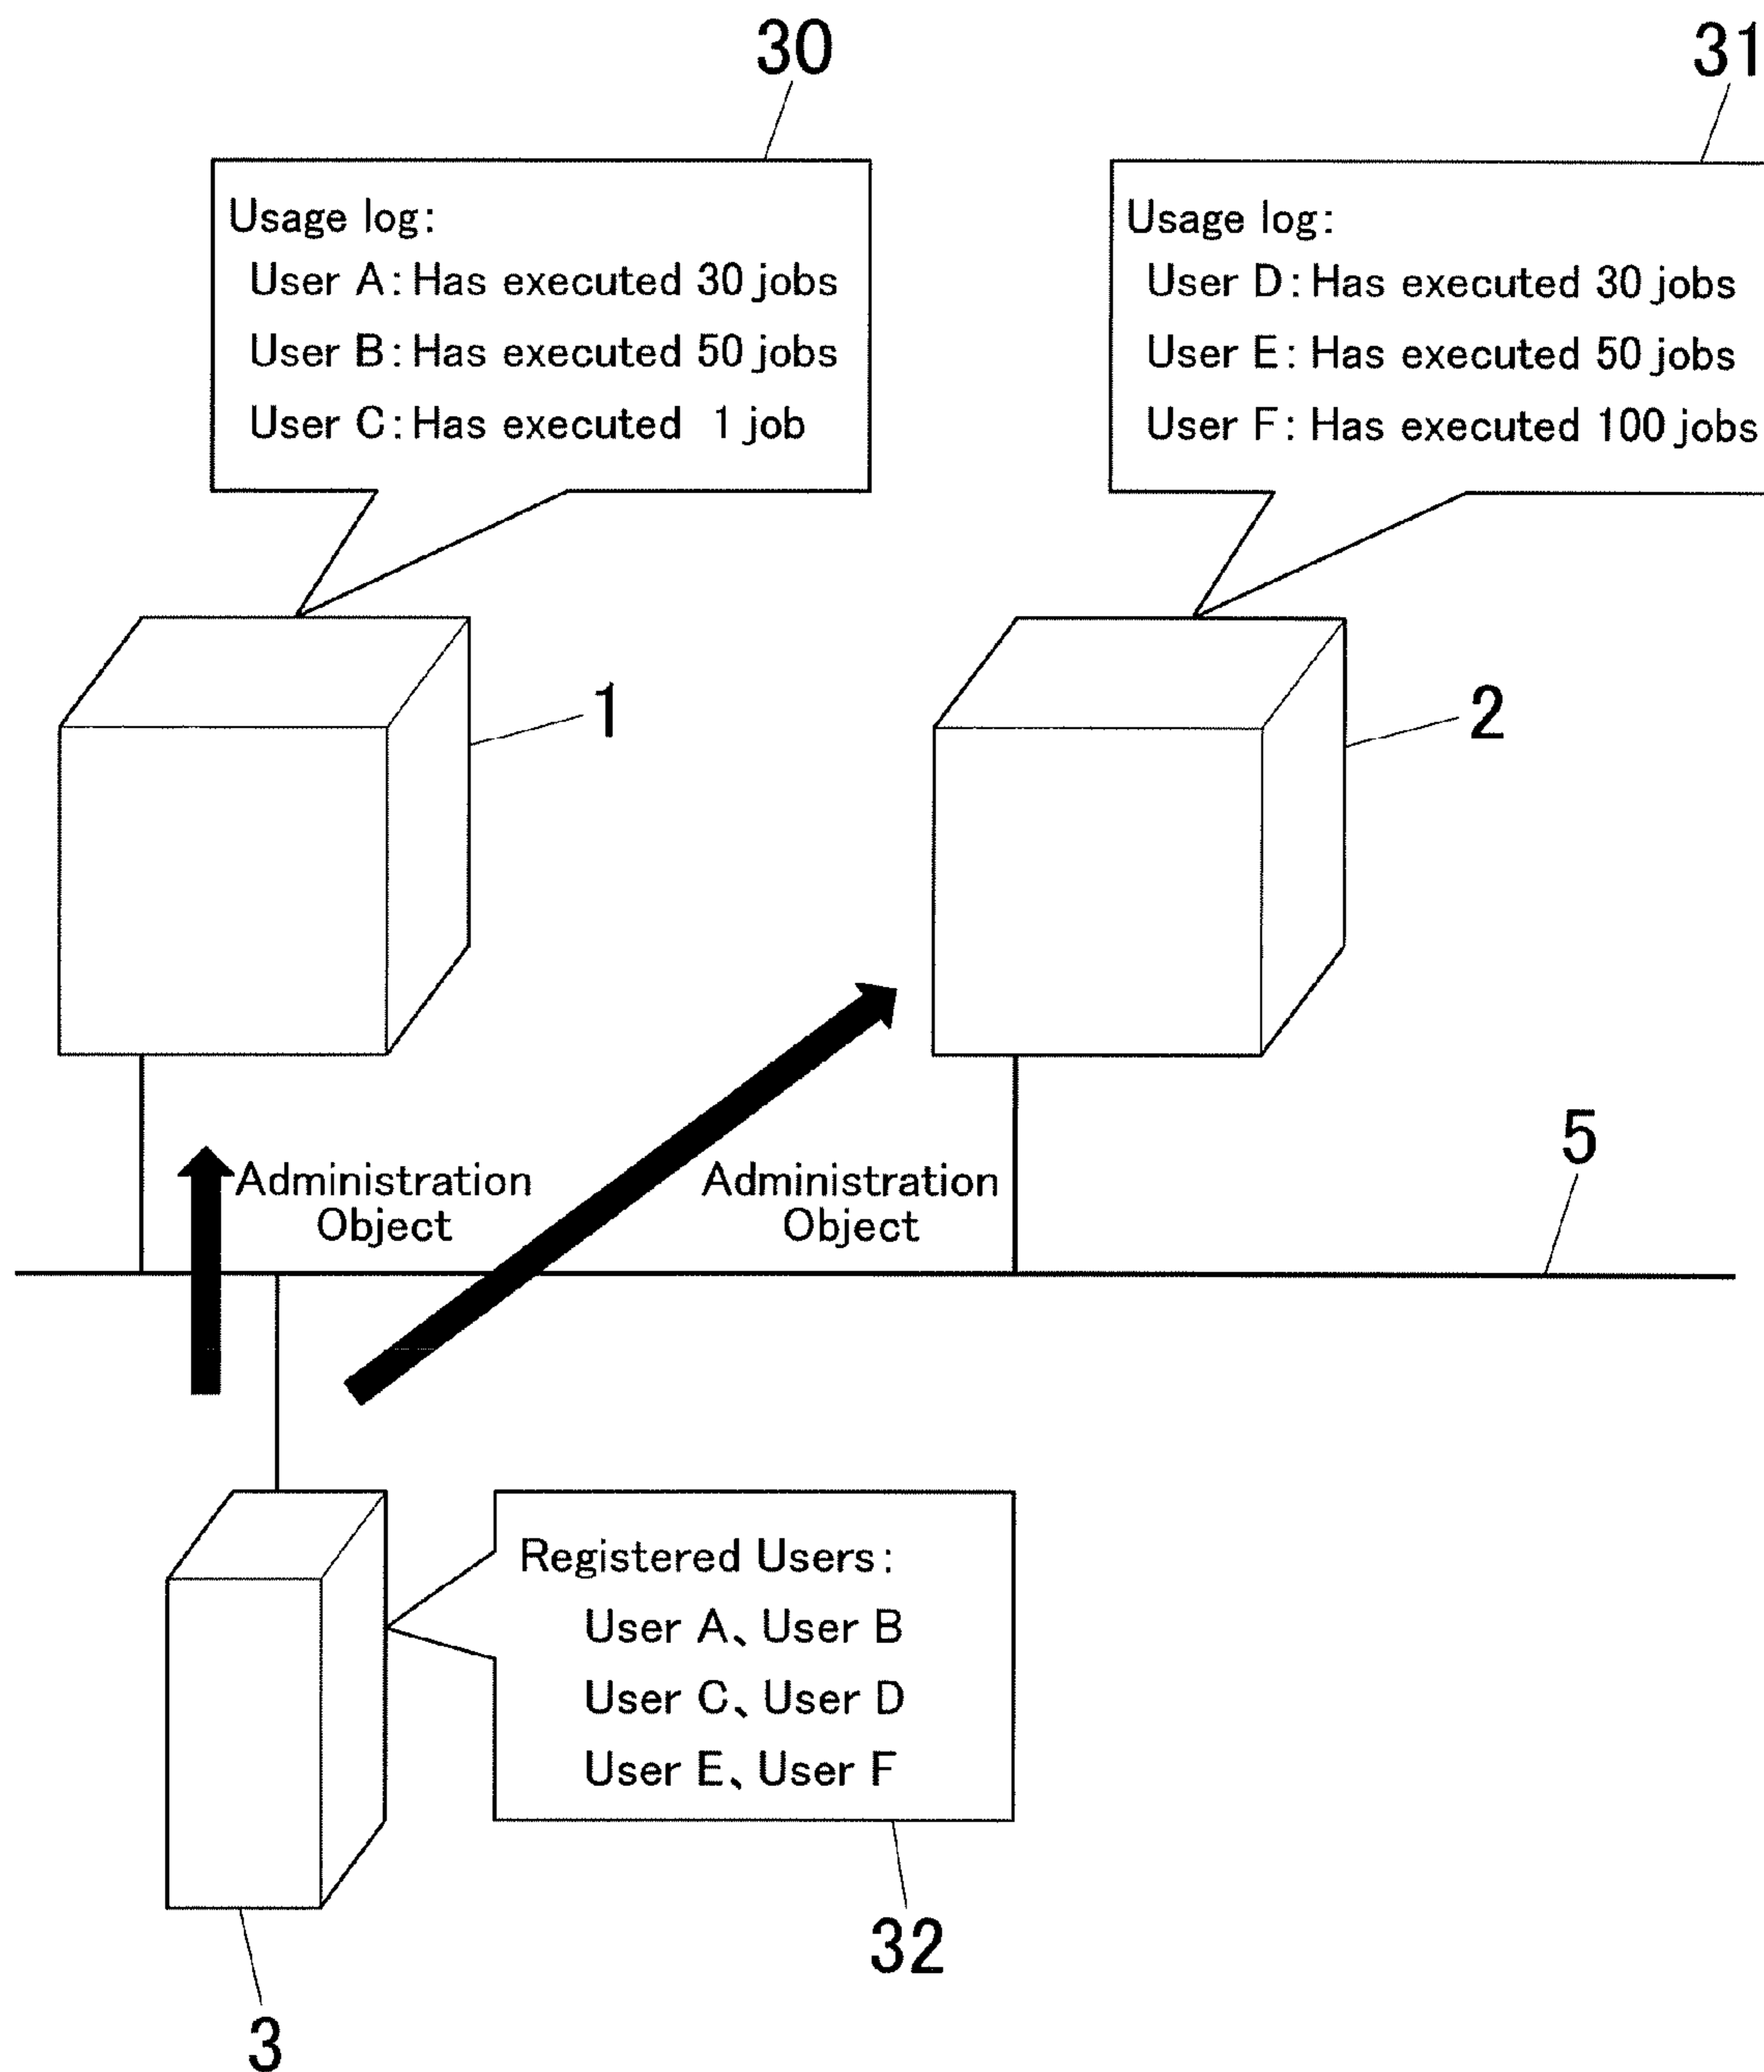 30
31
Usage log:
User A: Has executed 30 jobs
User B: Has executed 50 jobs
User C: Has executed 1 job
Usage log:
User D: Has executed 30 jobs
User E: Has executed 50 jobs
User F: Has executed 100 jobs
1
2
5
Administration
Object
Administration
Object
Registered Users:
User A、User B
User C、User D
User E、User F
32
3